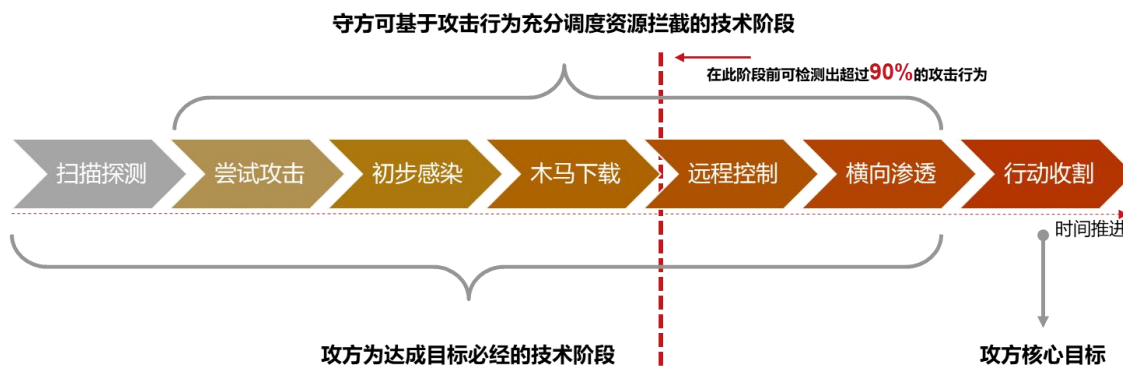 守方可基于攻击行为充分调度资源拦截的技术阶段
在此阶段前可检测出超过90%的攻击行为
扫描探测
尝试攻击
初步感染
木马下载
远程控制
横向渗透
行动收割
时间推进
攻方为达成目标必经的技术阶段
攻方核心目标